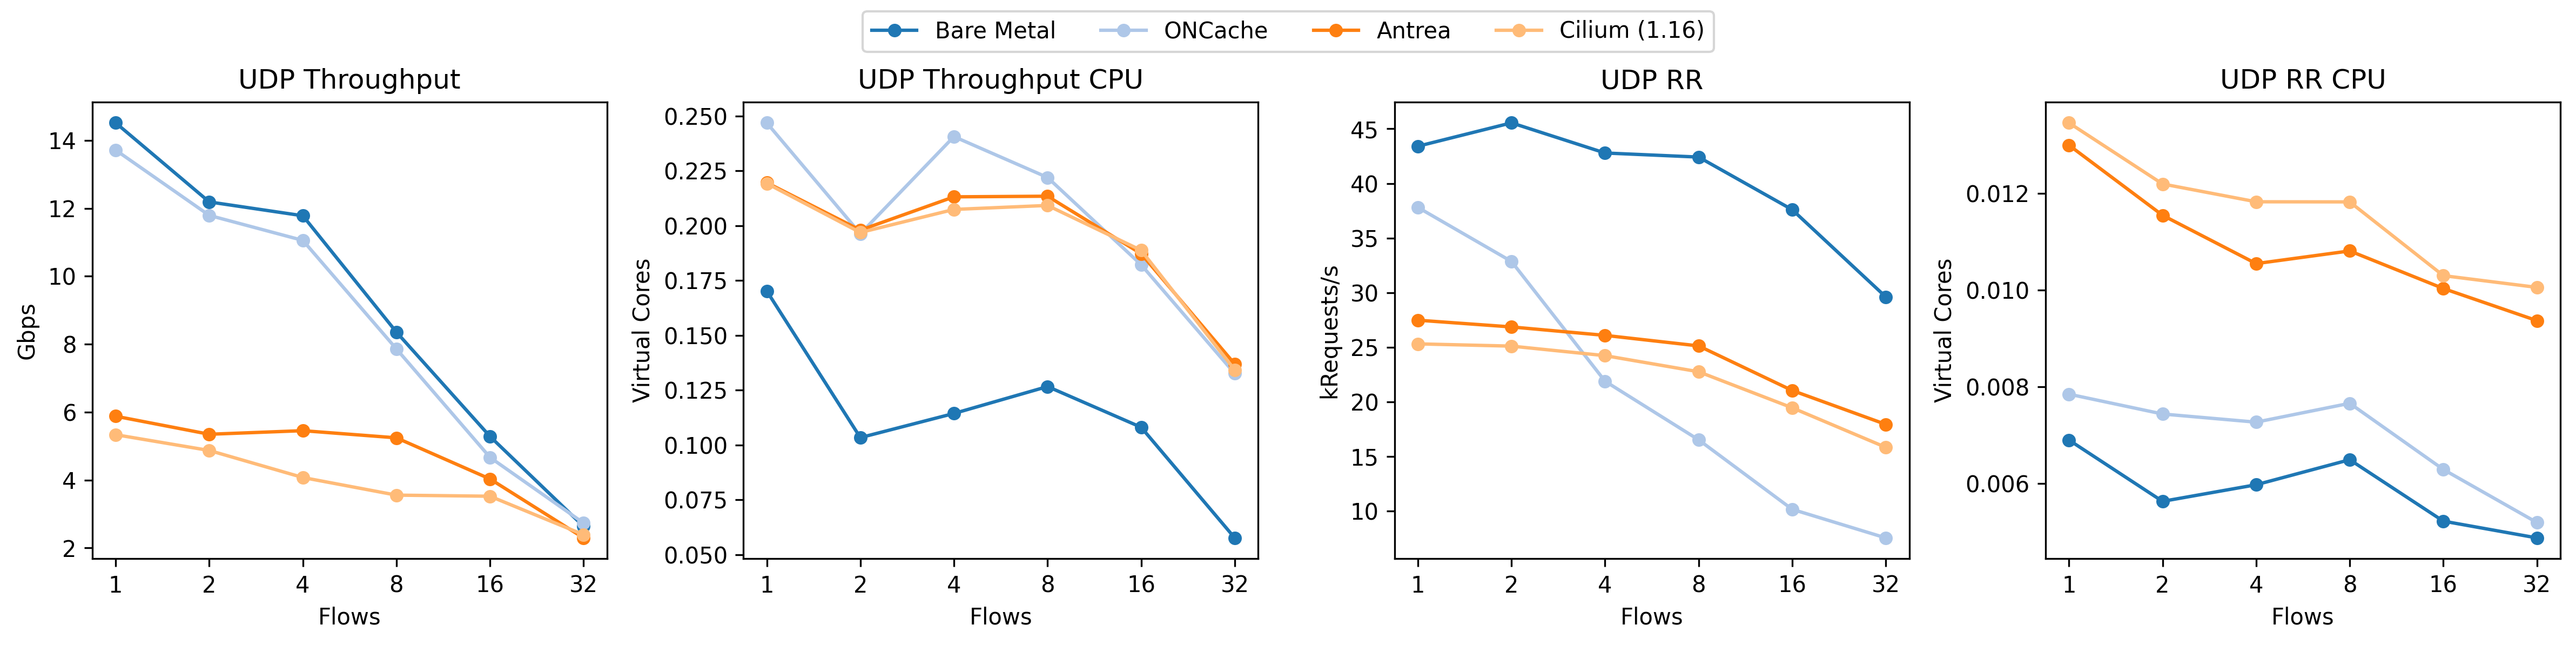 Bare Metal ONCache Antrea Cilium (1.16)
UDP Throughput
Gbps
14
12
10
8
6
4
2
1 2 4 8 16 32
Flows
UDP Throughput CPU
Virtual Cores
0.250
0.225
0.200
0.175
0.150
0.125
0.100
0.075
0.050
1 2 4 8 16 32
Flows
UDP RR
kRequests/s
45
40
35
30
25
20
15
10
1 2 4 8 16 32
Flows
UDP RR CPU
Virtual Cores
0.012
0.010
0.008
0.006
1 2 4 8 16 32
Flows